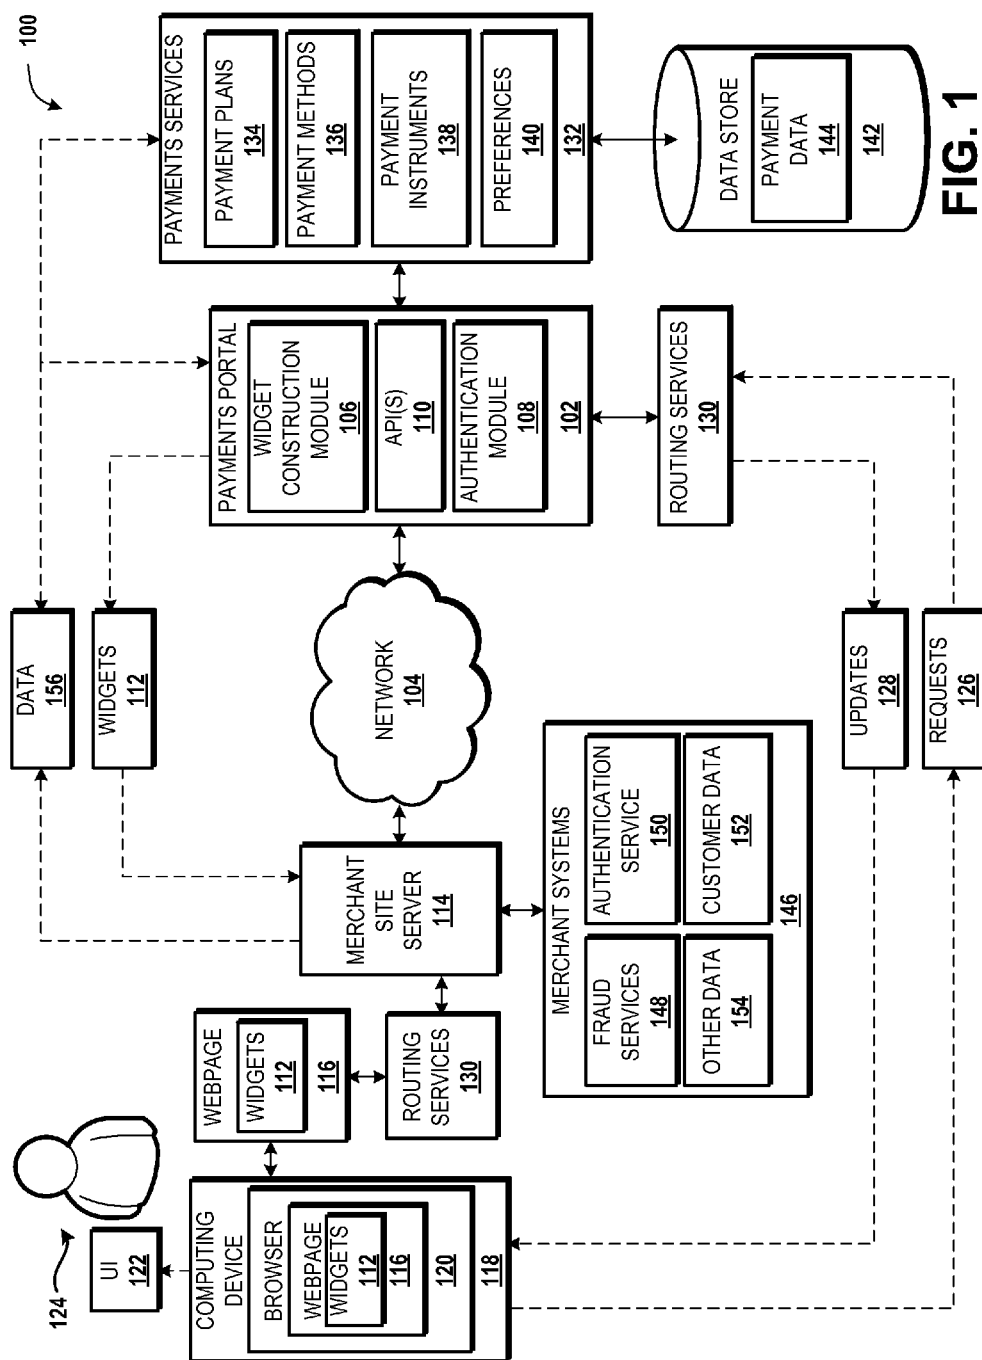 100
124
UI
122
COMPUTING
DEVICE
BROWSER
WEBPAGE
WIDGETS
112
116
120
118
WEBPAGE
WIDGETS
112
116
ROUTING
SERVICES
130
MERCHANT
SITE
SERVER
114
DATA
156
WIDGETS
112
NETWORK
104
MERCHANT SYSTEMS
FRAUD
SERVICES
148
AUTHENTICATION
SERVICE
150
OTHER DATA
154
CUSTOMER DATA
152
146
PAYMENTS PORTAL
WIDGET
CONSTRUCTION
MODULE
106
API(S)
110
AUTHENTICATION
MODULE
108
102
ROUTING SERVICES
130
UPDATES
128
REQUESTS
126
PAYMENTS SERVICES
PAYMENT PLANS
134
PAYMENT METHODS
136
PAYMENT
INSTRUMENTS
138
PREFERENCES
140
132
DATA STORE
PAYMENT
DATA
144
142
FIG. 1